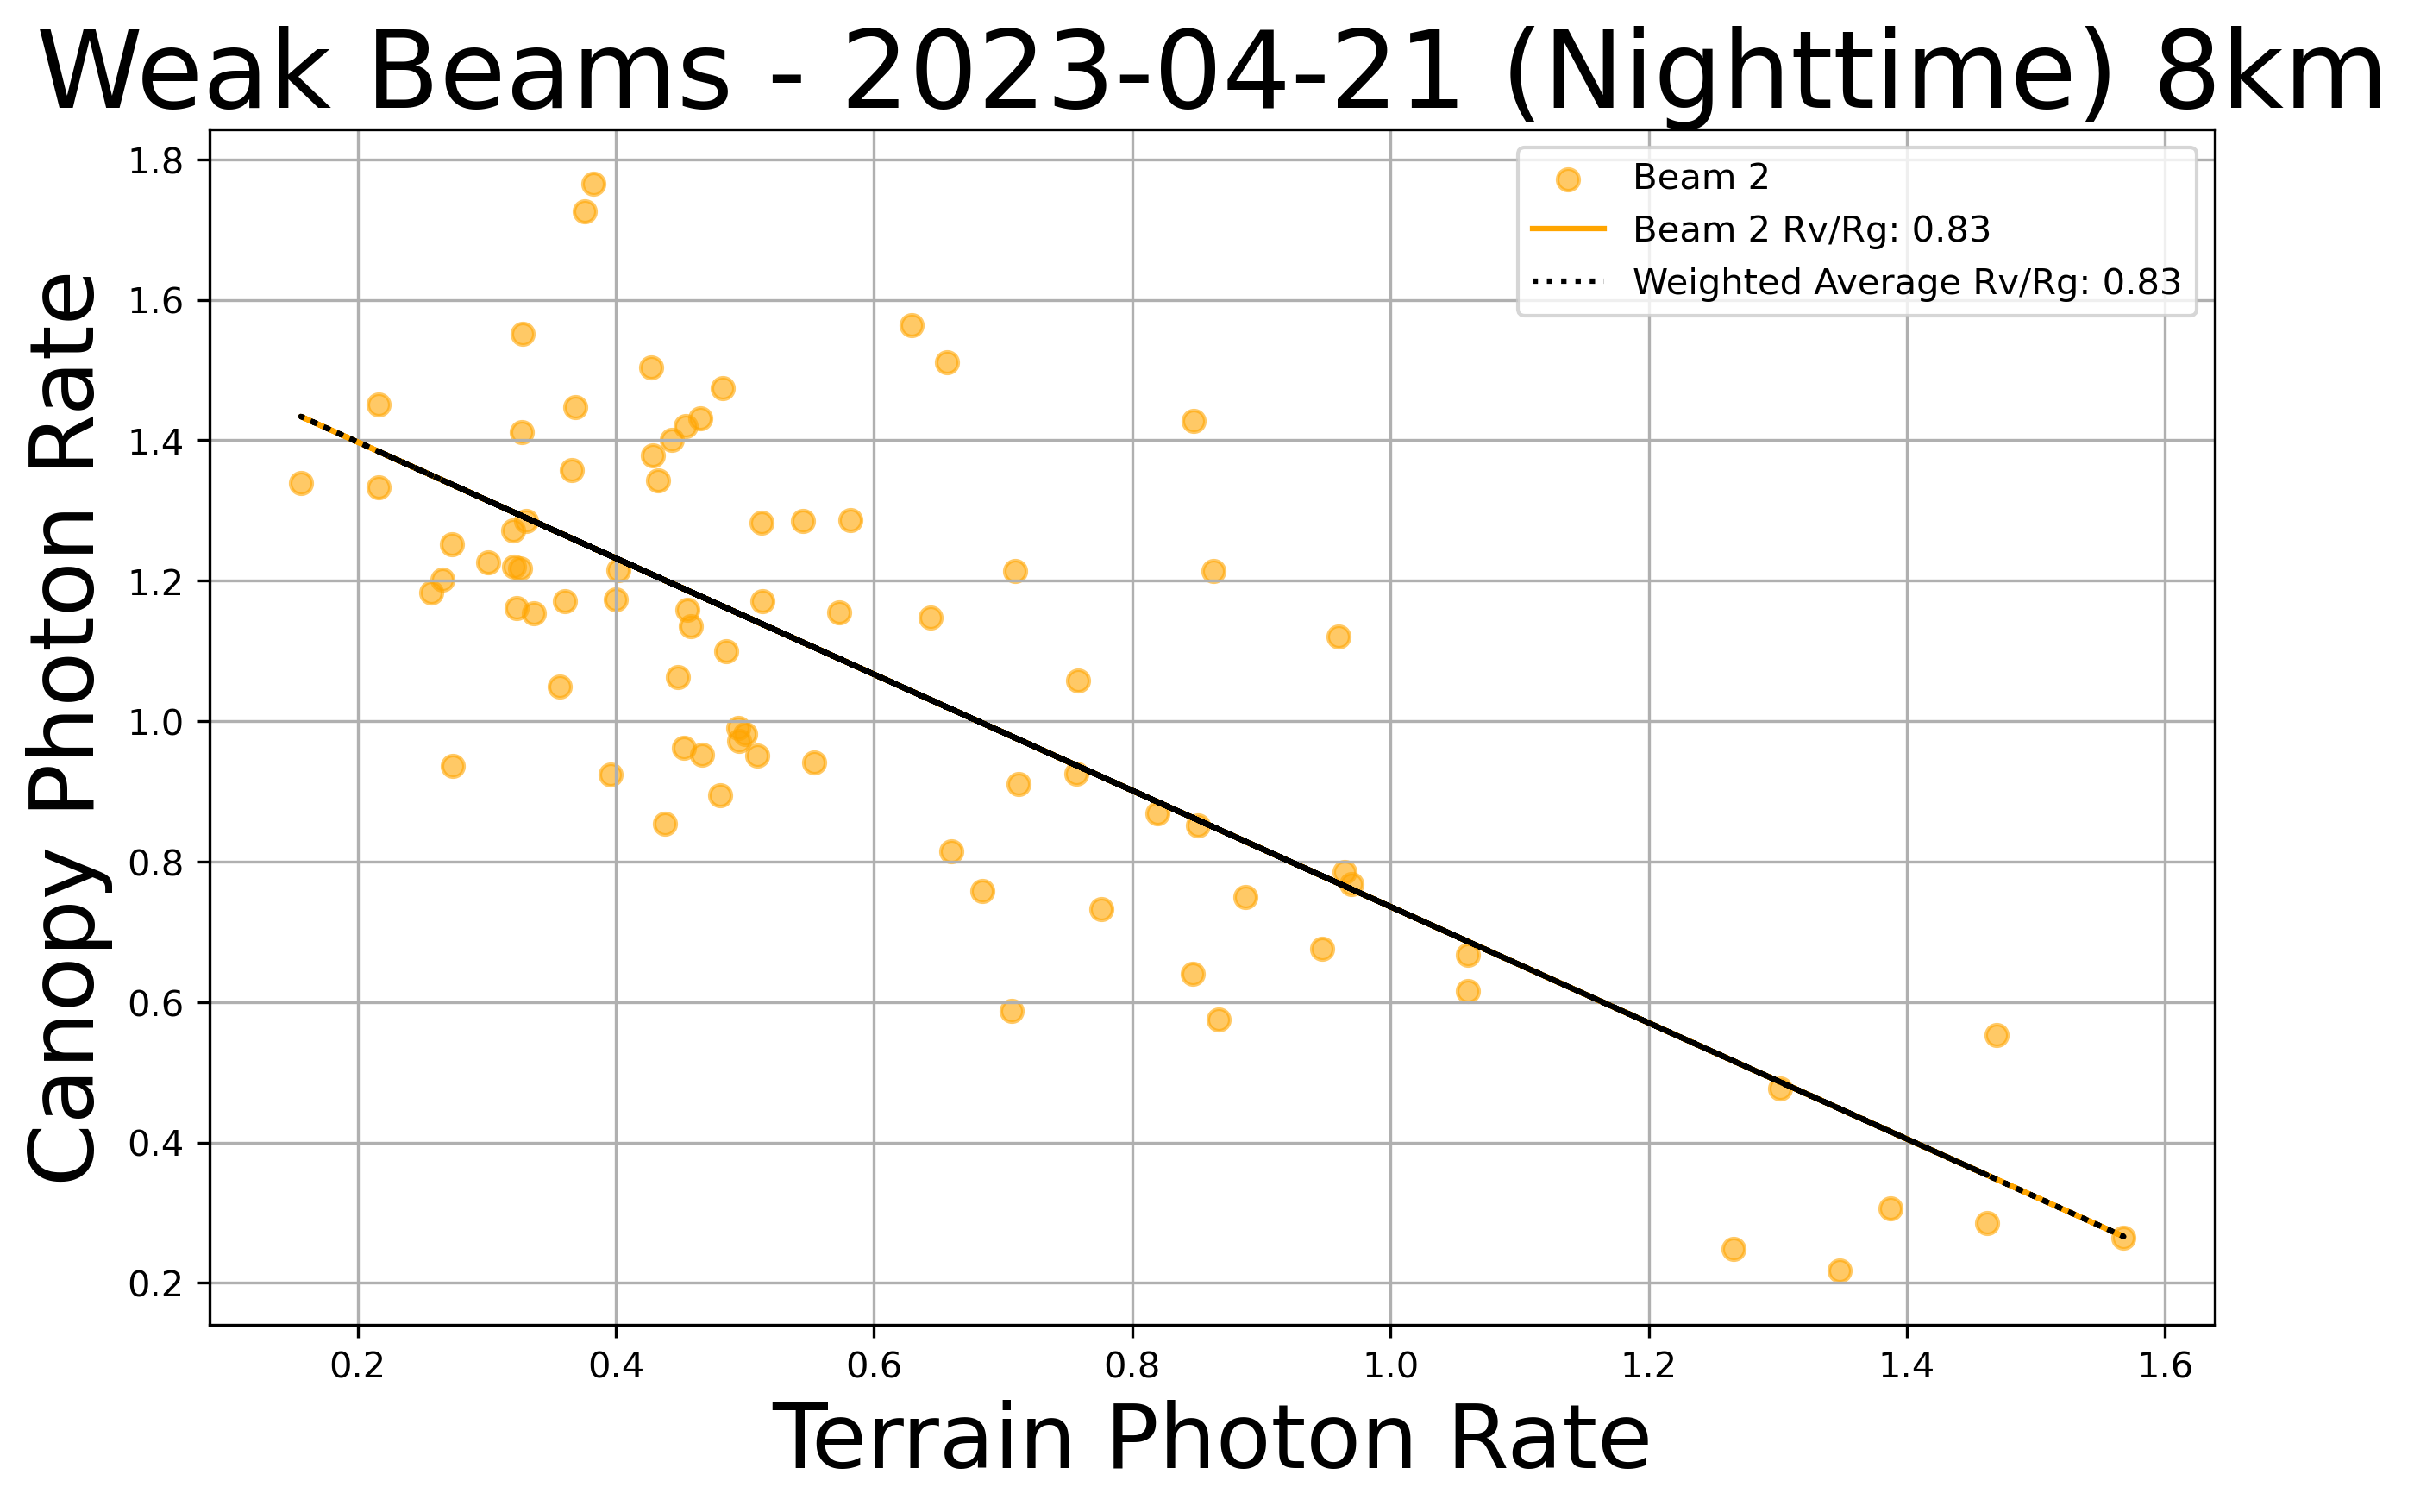 Weak Beams - 2023-04-21 (Nighttime) 8km
Beam 2
Beam 2 Rv/Rg: 0.83
Weighted Average Rv/Rg: 0.83
Canopy Photon Rate
1.8
1.6
1.4
1.2
1.0
0.8
0.6
0.4
0.2
0.2 0.4 0.6 0.8 1.0 1.2 1.4 1.6
Terrain Photon Rate